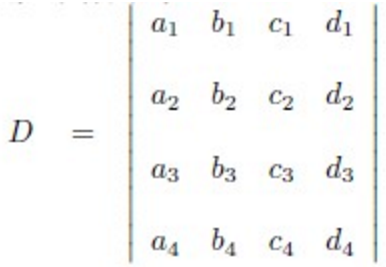 a₁ b₁ c₁ d₁
a₂ b₂ c₂ d₂
D =
a₃ b₃ c₃ d₃
a₄ b₄ c₄ d₄